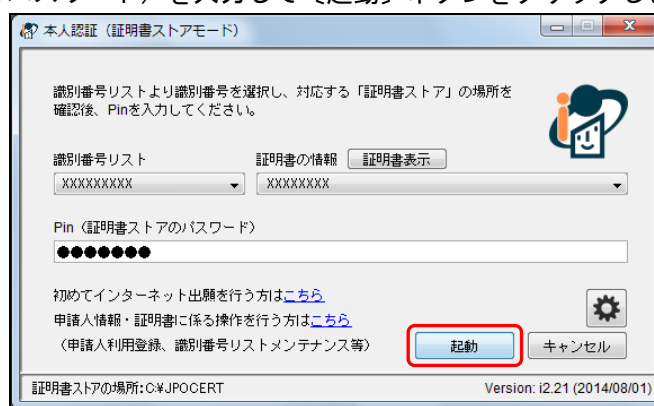 本人認証（証明書ストアモード）
識別番号リストより識別番号を選択し、対応する「証明書ストア」の場所を
確認後、Pinを入力してください。
識別番号リスト 証明書の情報 証明書表示
XXXXXXXXX XXXXXXXX
Pin（証明書ストアのパスワード）
●●●●●●●
初めてインターネット出願を行う方はこちら
申請人情報・証明書に係る操作を行う方はこちら
（申請人利用登録、識別番号リストメンテナンス等） 起動 キャンセル
証明書ストアの場所:C¥JPOCERT Version: i2.21 (2014/08/01)